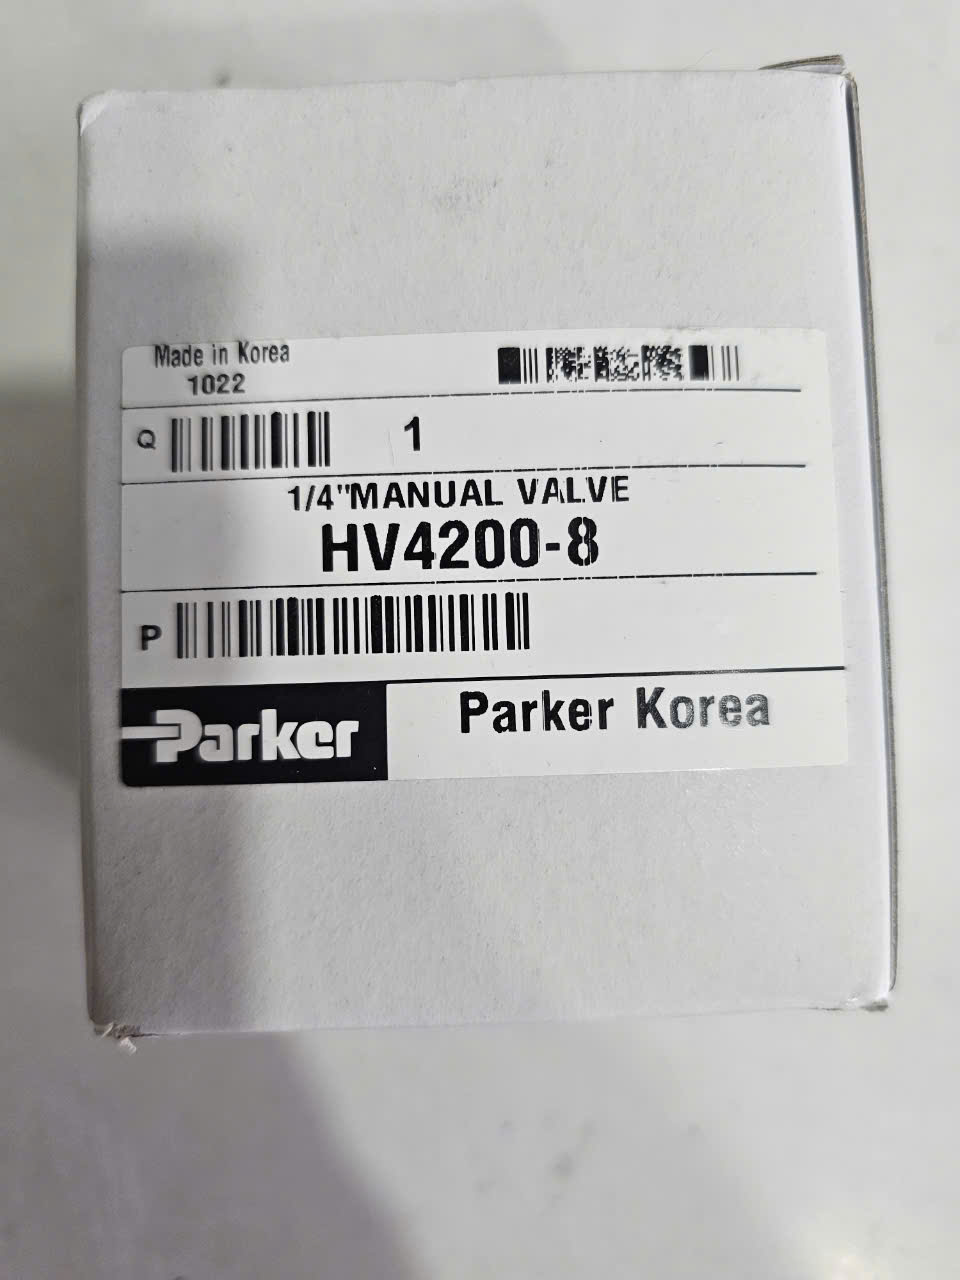 Made in Korea
1022
Q 1
1/4"MANUAL VALVE
HV4200-8
P
Parker Parker Korea